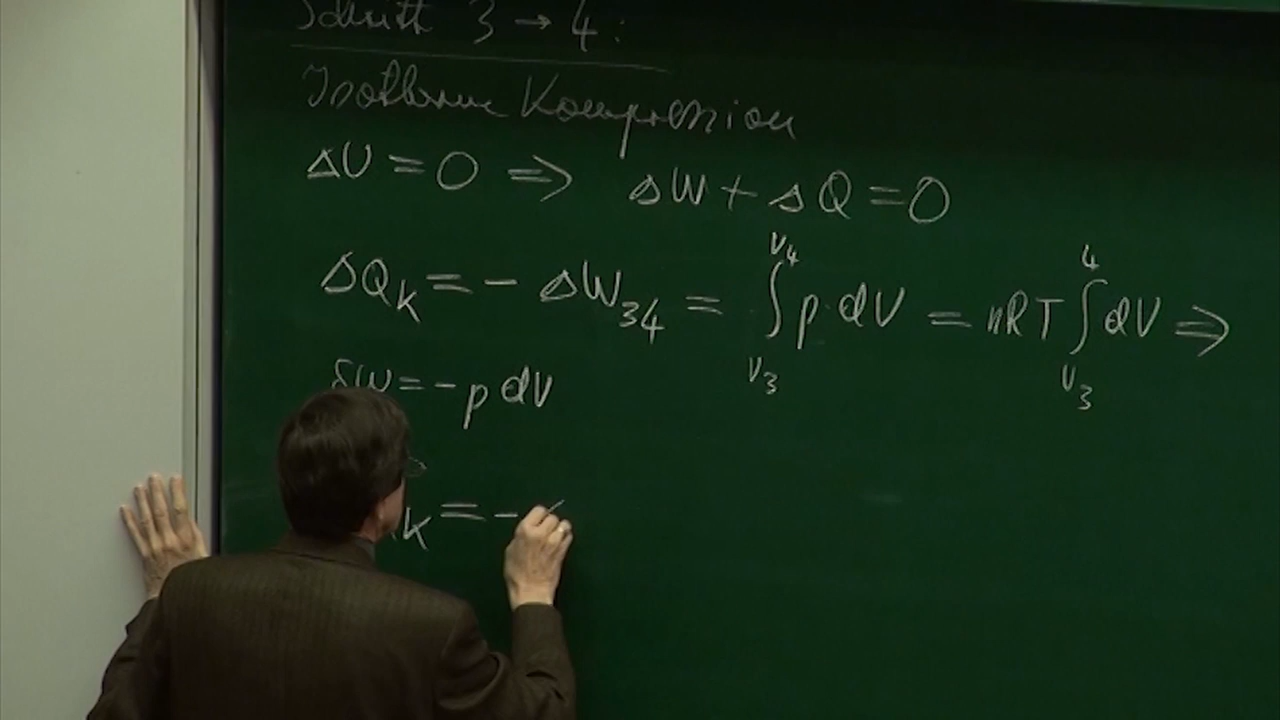 Schritt 3 → 4 :
Isotherme Kompression
ΔU = 0 ⇒ ΔW + ΔQ = 0
ΔQ_K = - ΔW_34 = ∫_{V_3}^{V_4} p dV = nRT ∫_{V_3}^{4} dV ⇒
δW = - p dV
K = -